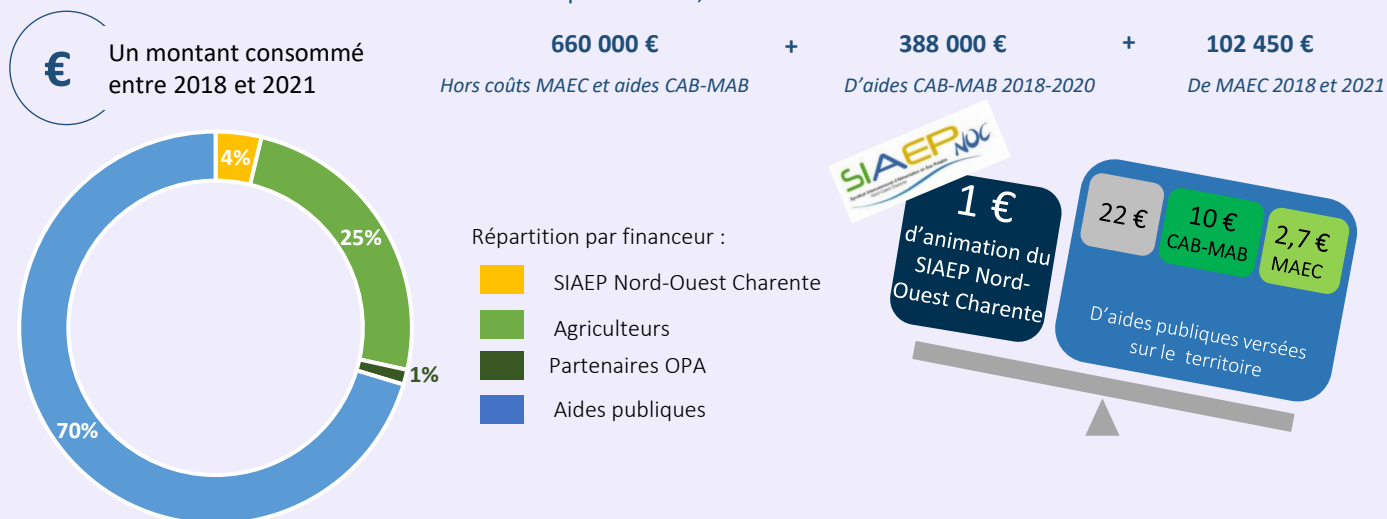 €
Un montant consommé
entre 2018 et 2021
660 000 €
+
388 000 €
+
102 450 €
Hors coûts MAEC et aides CAB-MAB
D'aides CAB-MAB 2018-2020
De MAEC 2018 et 2021
4%
25%
1%
70%
Répartition par financeur :
SIAEP Nord-Ouest Charente
Agriculteurs
Partenaires OPA
Aides publiques
SIAEP NOC
1 €
d'animation du
SIAEP Nord-
Ouest Charente
22 €
10 €
CAB-MAB
2,7 €
MAEC
D'aides publiques versées
sur le territoire